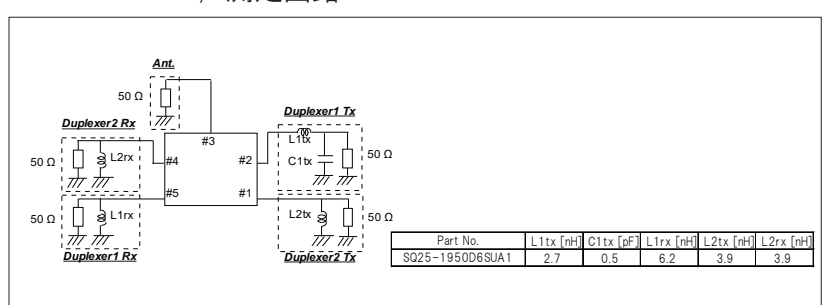 Ant.
50 Ω
#3
Duplexer2 Rx
50 Ω
L2rx
#4
Duplexer1 Tx
L1tx
C1tx
50 Ω
#2
#5
#1
50 Ω
L1rx
Duplexer1 Rx
L2tx
50 Ω
Duplexer2 Tx
Part No. L1tx [nH] C1tx [pF] L1rx [nH] L2tx [nH] L2rx [nH]
SQ25-1950D6SUA1 2.7 0.5 6.2 3.9 3.9